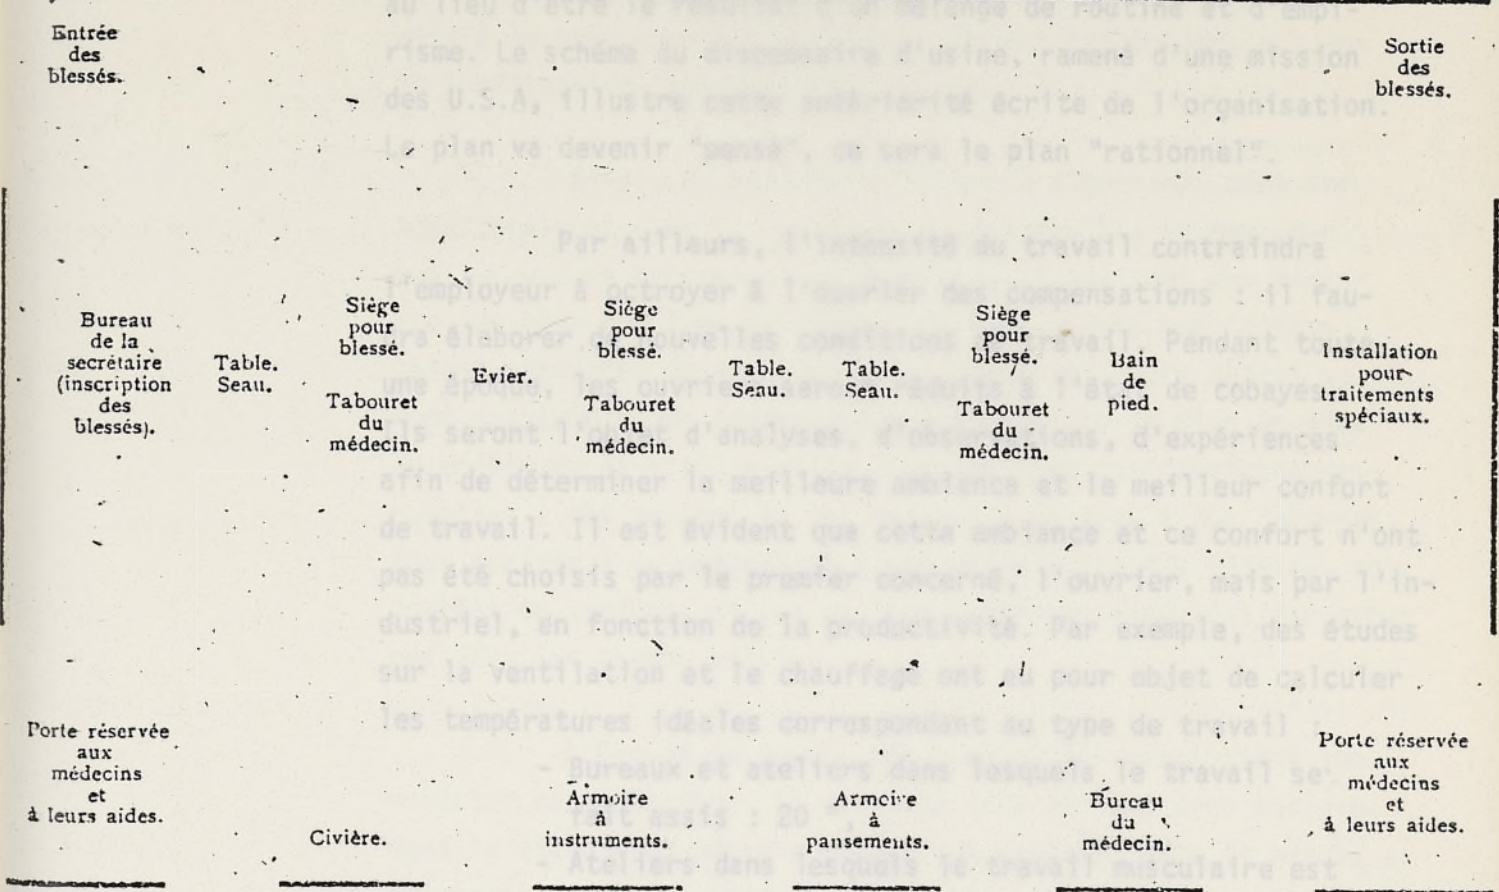 Entrée
des
blessés.
Sortie
des
blessés.
au lieu d'être le résultat d'un mélange de routine et d'empi-
risme. Le schéma du dispensaire d'usine, ramené d'une mission
des U.S.A, illustre cette antériorité écrite de l'organisation.
Le plan va devenir "pensé", ce sera le plan "rationnel".
Par ailleurs, l'intensité du travail contraindra
l'employeur à octroyer à l'ouvrier des compensations : il fau-
dra élaborer de nouvelles conditions de travail. Pendant toute
une époque, les ouvriers seront réduits à l'état de cobayes.
Ils seront l'objet d'analyses, d'observations, d'expériences
afin de déterminer la meilleure ambiance et le meilleur confort
de travail. Il est évident que cette ambiance et ce confort n'ont
pas été choisis par le premier concerné, l'ouvrier, mais par l'in-
dustriel, en fonction de la productivité. Par exemple, des études
sur la ventilation et le chauffage ont eu pour objet de calculer
les températures idéales correspondant au type de travail :
- Bureaux et ateliers dans lesquels le travail se
fait assis : 20 °,
- Ateliers dans lesquels le travail musculaire est
Bureau
de la
secrétaire
(inscription
des
blessés).
Table.
Seau.
Siège
pour
blessé.
Tabouret
du
médecin.
Evier.
Siège
pour
blessé.
Tabouret
du
médecin.
Table.
Seau.
Table.
Seau.
Siège
pour
blessé.
Tabouret
du
médecin.
Bain
de
pied.
Installation
pour
traitements
spéciaux.
Porte réservée
aux
médecins
et
à leurs aides.
Civière.
Armoire
à
instruments.
Armoire
à
pansements.
Bureau
du
médecin.
Porte réservée
aux
médecins
et
à leurs aides.